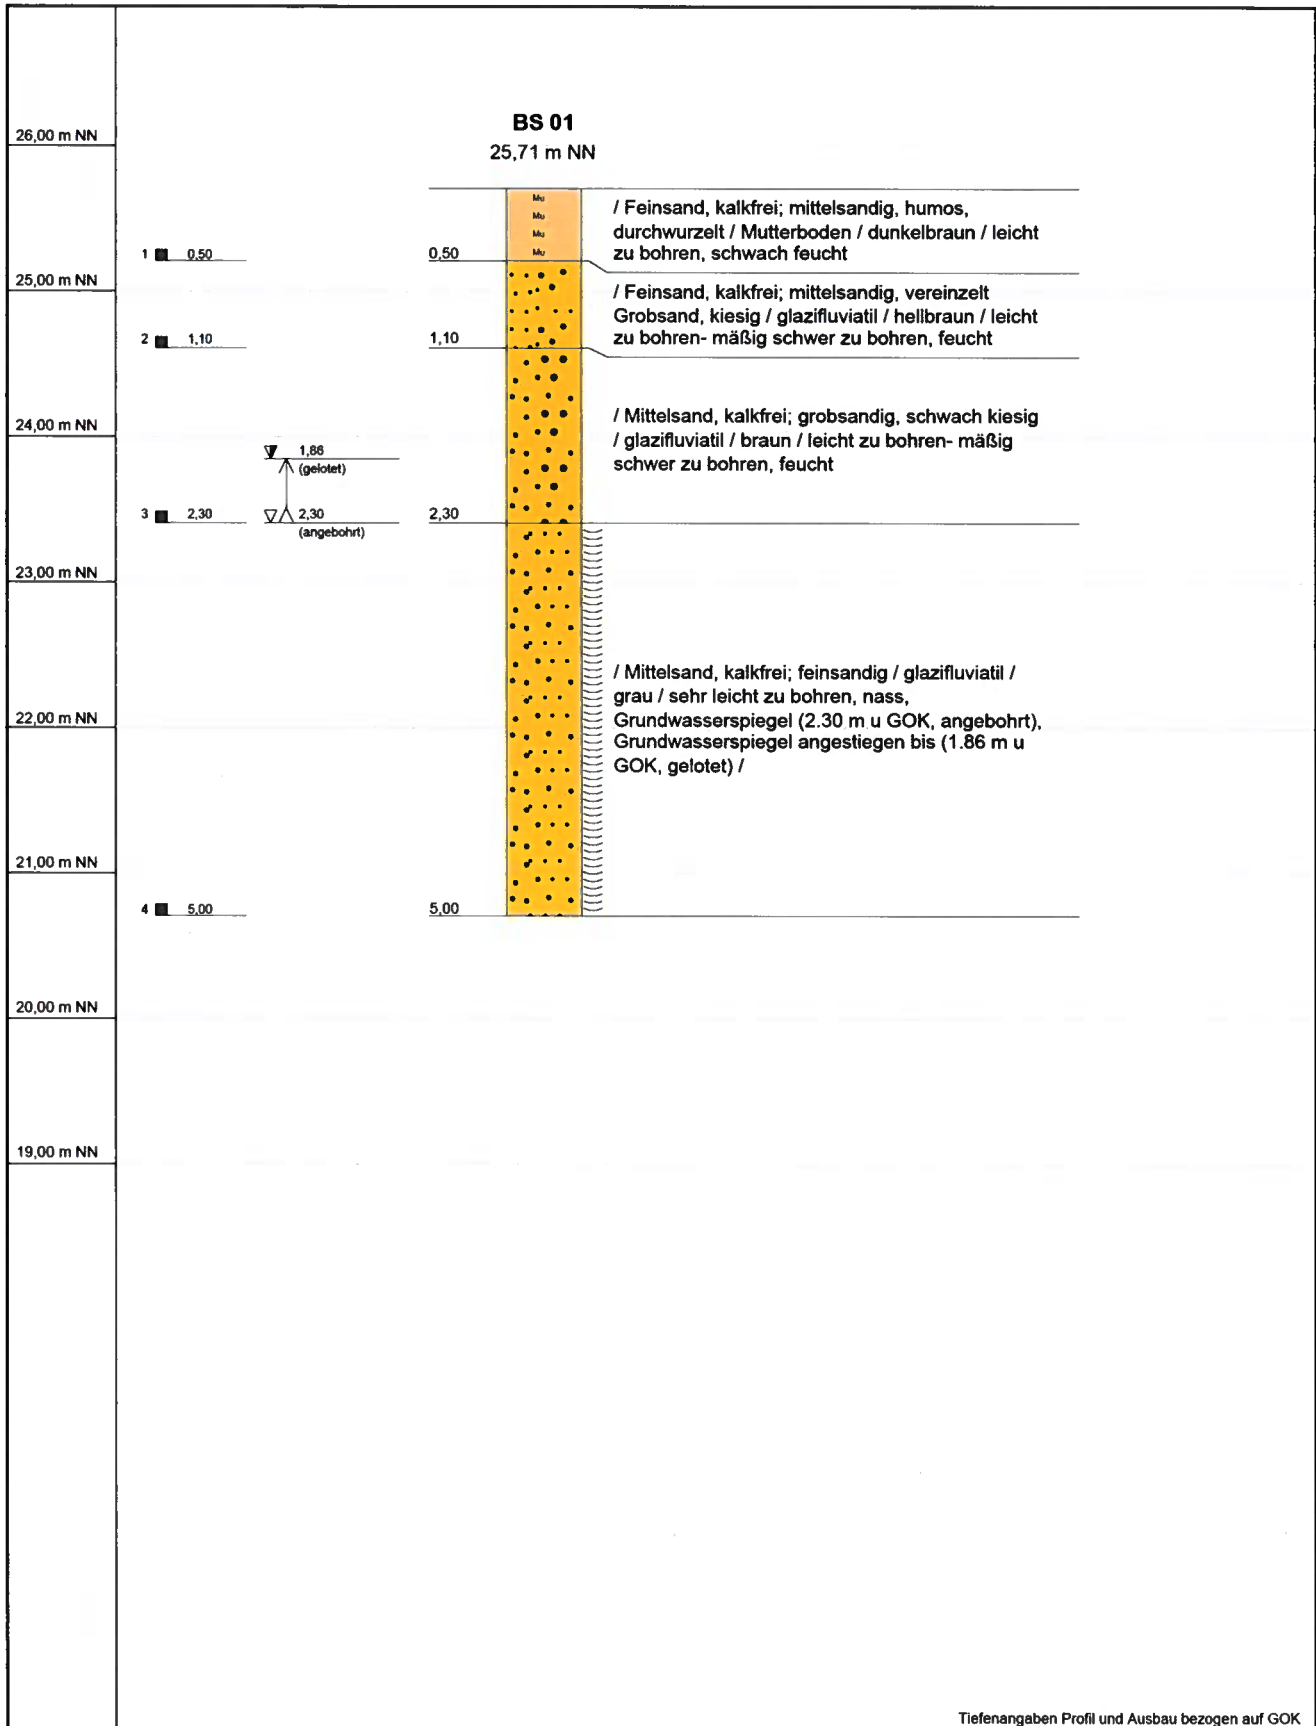 BS 01
25,71 m NN
26,00 m NN
Mu
Mu
Mu
Mu
/ Feinsand, kalkfrei; mittelsandig, humos,
durchwurzelt / Mutterboden / dunkelbraun / leicht
zu bohren, schwach feucht
1 0,50
0,50
25,00 m NN
/ Feinsand, kalkfrei; mittelsandig, vereinzelt
Grobsand, kiesig / glazifluviatil / hellbraun / leicht
zu bohren- mäßig schwer zu bohren, feucht
2 1,10
1,10
24,00 m NN
/ Mittelsand, kalkfrei; grobsandig, schwach kiesig
/ glazifluviatil / braun / leicht zu bohren- mäßig
schwer zu bohren, feucht
1,86
(gelotet)
3 2,30
2,30
(angebohrt)
2,30
23,00 m NN
/ Mittelsand, kalkfrei; feinsandig / glazifluviatil /
grau / sehr leicht zu bohren, nass,
Grundwasserspiegel (2.30 m u GOK, angebohrt),
Grundwasserspiegel angestiegen bis (1.86 m u
GOK, gelotet) /
22,00 m NN
21,00 m NN
4 5,00
5,00
20,00 m NN
19,00 m NN
Tiefenangaben Profil und Ausbau bezogen auf GOK